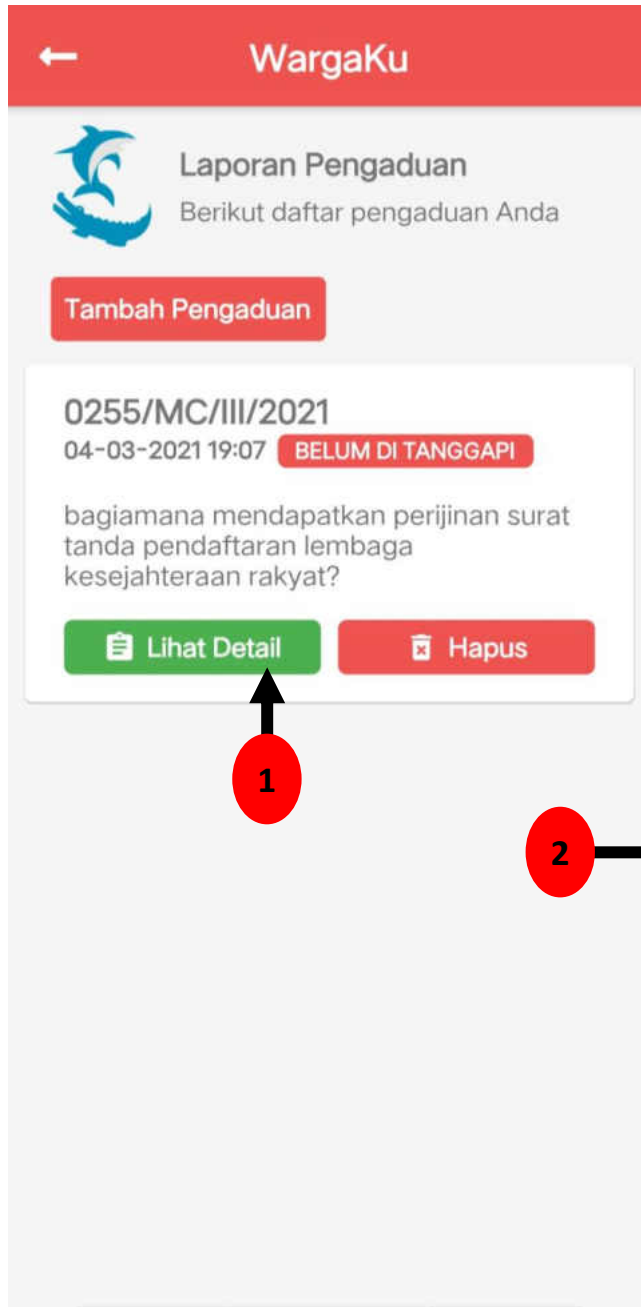 WargaKu
Laporan Pengaduan
Berikut daftar pengaduan Anda
Tambah Pengaduan
0255/MC/III/2021
04-03-2021 19:07 BELUM DI TANGGAPI
bagiamana mendapatkan perijinan surat
tanda pendaftaran lembaga
kesejahteraan rakyat?
Lihat Detail Hapus
1
2